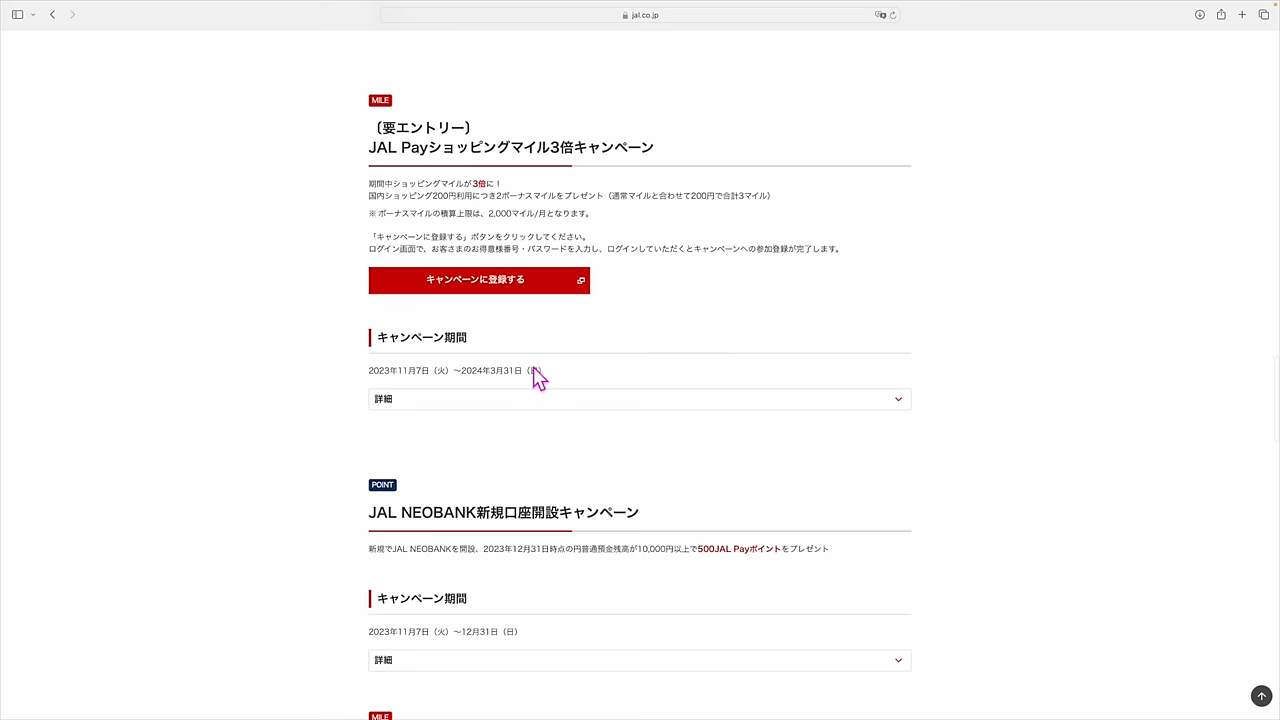 jal.co.jp
MILE
〔要エントリー〕
JAL Payショッピングマイル3倍キャンペーン
期間中ショッピングマイルが3倍に！
国内ショッピング200円利用につき2ボーナスマイルをプレゼント（通常マイルと合わせて200円で合計3マイル）
※ ボーナスマイルの積算上限は、2,000マイル/月となります。
「キャンペーンに登録する」ボタンをクリックしてください。
ログイン画面で、お客さまのお得意様番号・パスワードを入力し、ログインしていただくとキャンペーンへの参加登録が完了します。
キャンペーンに登録する
キャンペーン期間
2023年11月7日（火）～2024年3月31日（日）
詳細
POINT
JAL NEOBANK新規口座開設キャンペーン
新規でJAL NEOBANKを開設、2023年12月31日時点の円普通預金残高が10,000円以上で500JAL Payポイントをプレゼント
キャンペーン期間
2023年11月7日（火）～12月31日（日）
詳細
MILE